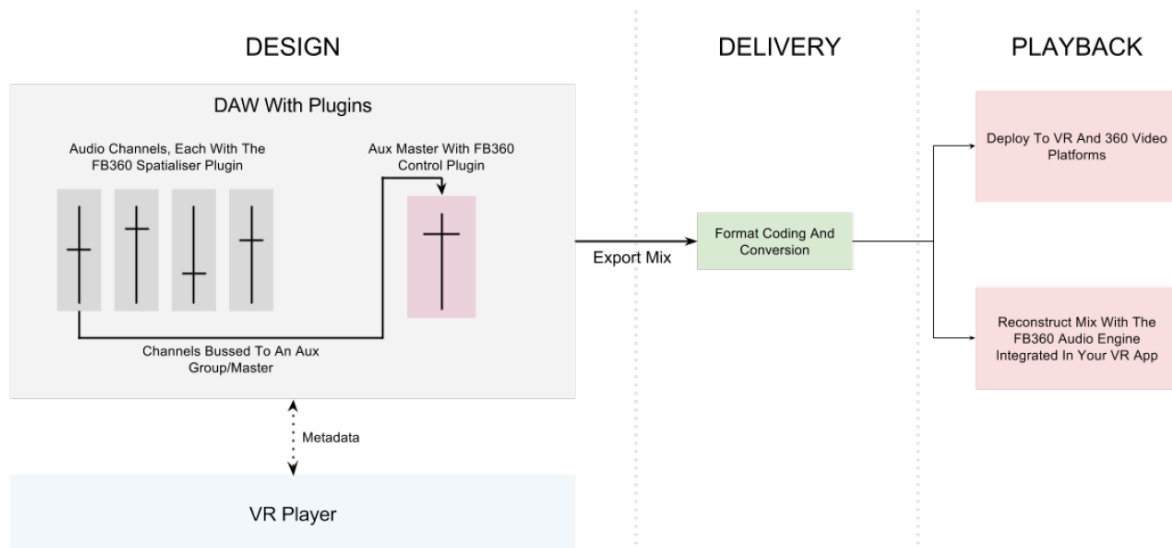 DESIGN
DELIVERY
PLAYBACK
DAW With Plugins
Audio Channels, Each With The
FB360 Spatialiser Plugin
Aux Master With FB360
Control Plugin
Channels Bussed To An Aux
Group/Master
Metadata
VR Player
Export Mix
Format Coding And
Conversion
Deploy To VR And 360 Video
Platforms
Reconstruct Mix With The
FB360 Audio Engine
Integrated In Your VR App